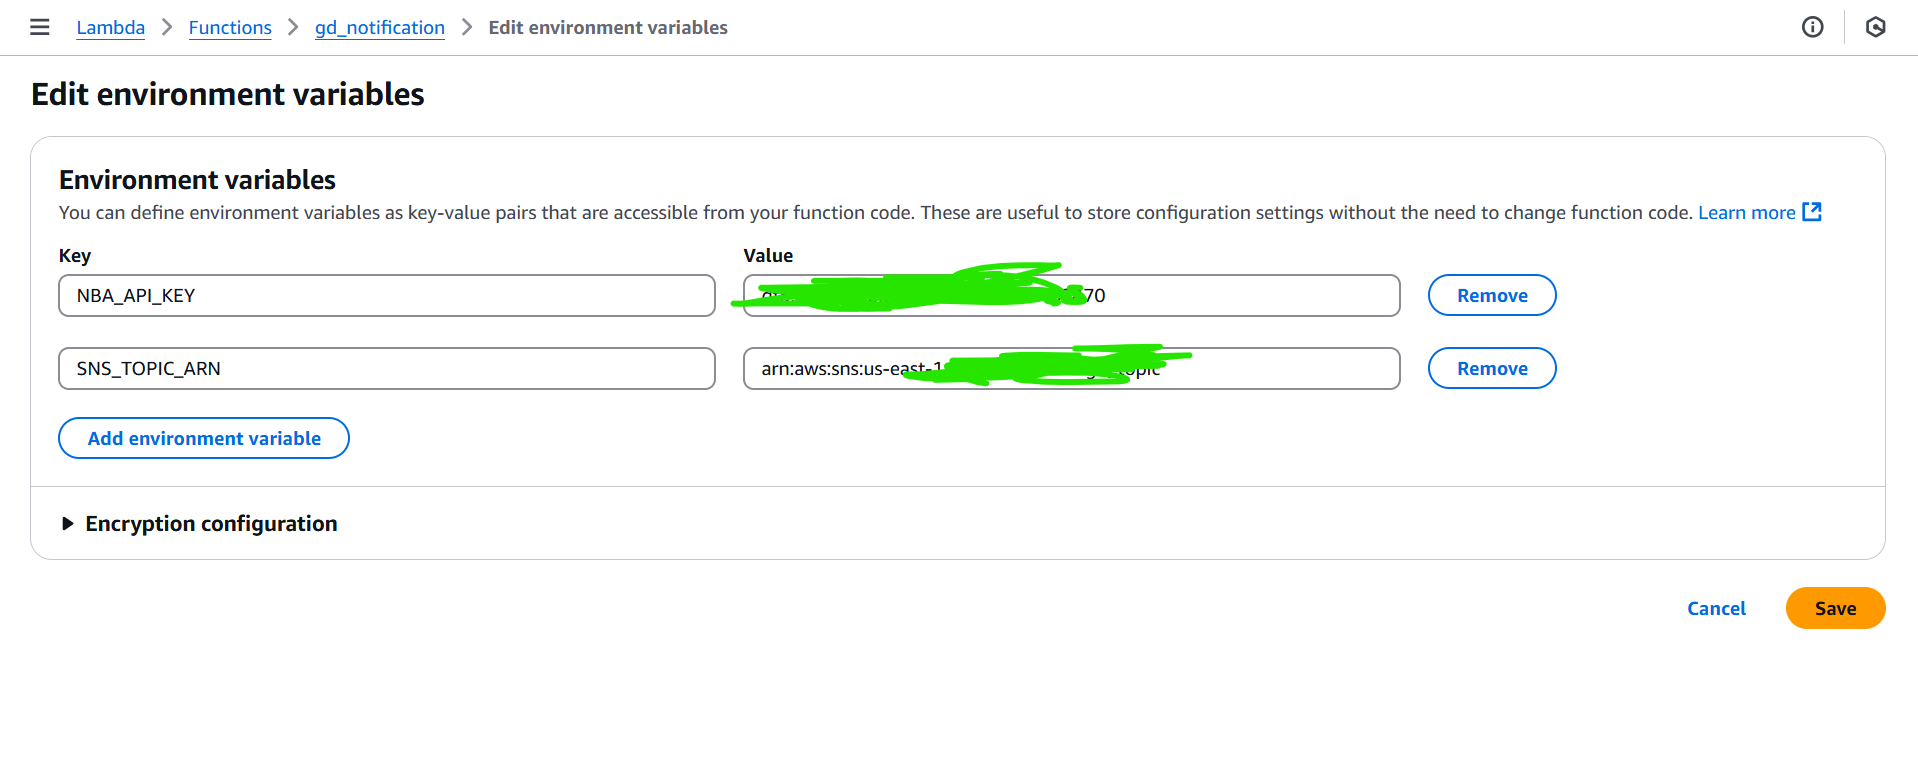 Lambda > Functions > gd_notification > Edit environment variables
Edit environment variables
Environment variables
You can define environment variables as key-value pairs that are accessible from your function code. These are useful to store configuration settings without the need to change function code. Learn more
Key Value
NBA_API_KEY 70 Remove
SNS_TOPIC_ARN arn:aws:sns:us-east-1 Remove
Add environment variable
Encryption configuration
Cancel Save